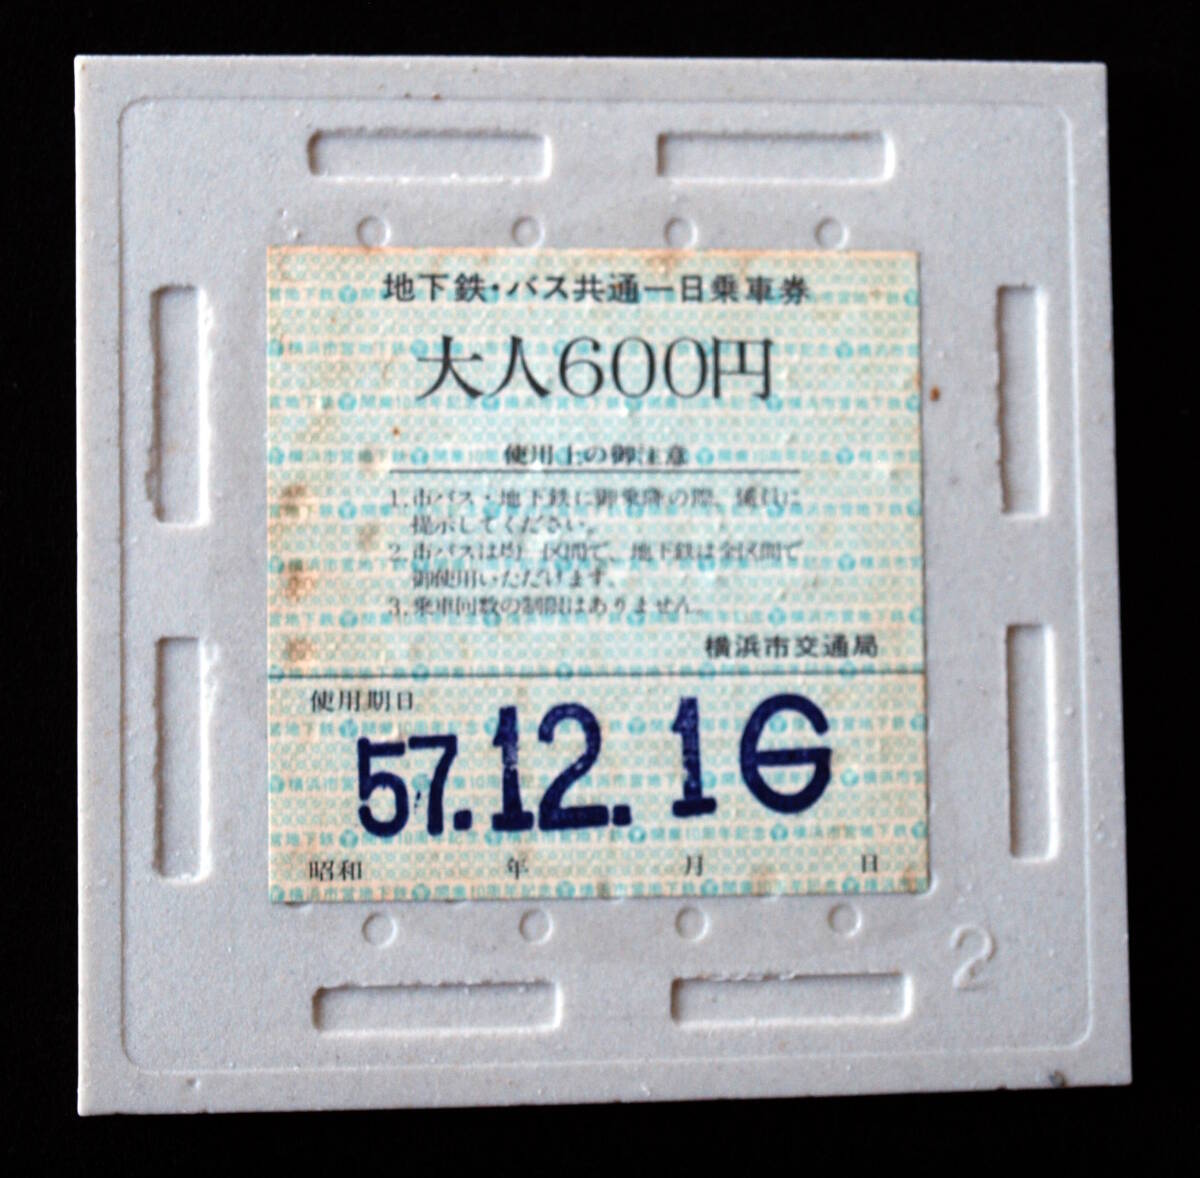 地下鉄・バス共通一日乗車券
大人600円
使用上の御注意
1. 市バス・地下鉄に御乗降の際、係員に
提示してください。
2. 市バスは均一区間で、地下鉄は全区間で
御使用いただけます。
3. 乗車回数の制限はありません。
横浜市交通局
使用期日
57.12.16
昭和 年 月 日
2